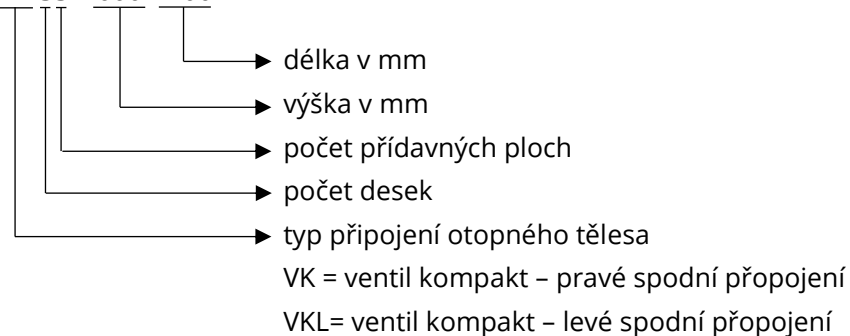 délka v mm
výška v mm
počet přídavných ploch
počet desek
typ připojení otopného tělesa
VK = ventil kompakt – pravé spodní přopojení
VKL= ventil kompakt – levé spodní přopojení